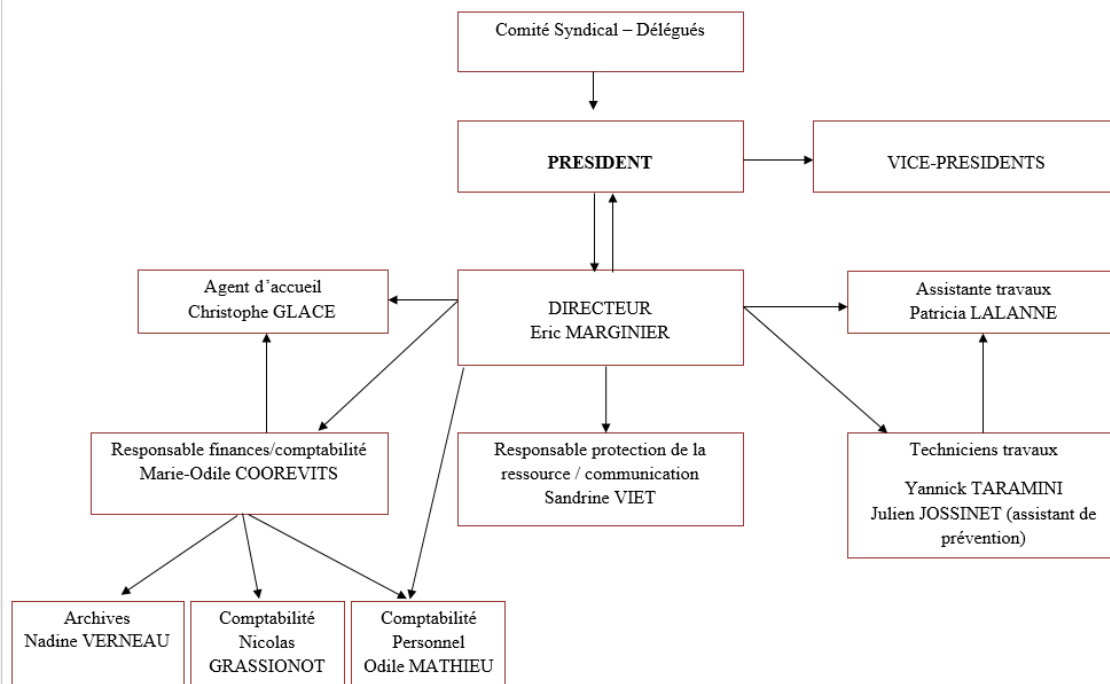 Comité Syndical – Délégués
PRESIDENT
VICE-PRESIDENTS
Agent d’accueil
Christophe GLACE
DIRECTEUR
Eric MARGINIER
Assistante travaux
Patricia LALANNE
Responsable finances/comptabilité
Marie-Odile COOREVITS
Responsable protection de la
ressource / communication
Sandrine VIET
Techniciens travaux
Yannick TARAMINI
Julien JOSSINET (assistant de
prévention)
Archives
Nadine VERNEAU
Comptabilité
Nicolas
GRASSIONOT
Comptabilité
Personnel
Odile MATHIEU